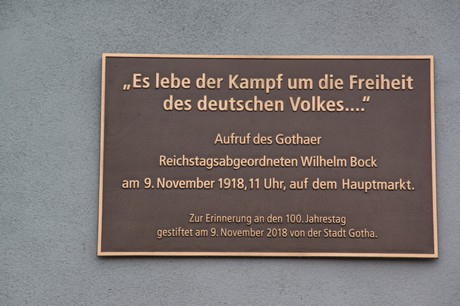 „Es lebe der Kampf um die Freiheit
des deutschen Volkes...."
Aufruf des Gothaer
Reichstagsabgeordneten Wilhelm Bock
am 9. November 1918, 11 Uhr, auf dem Hauptmarkt.
Zur Erinnerung an den 100. Jahrestag
gestiftet am 9. November 2018 von der Stadt Gotha.